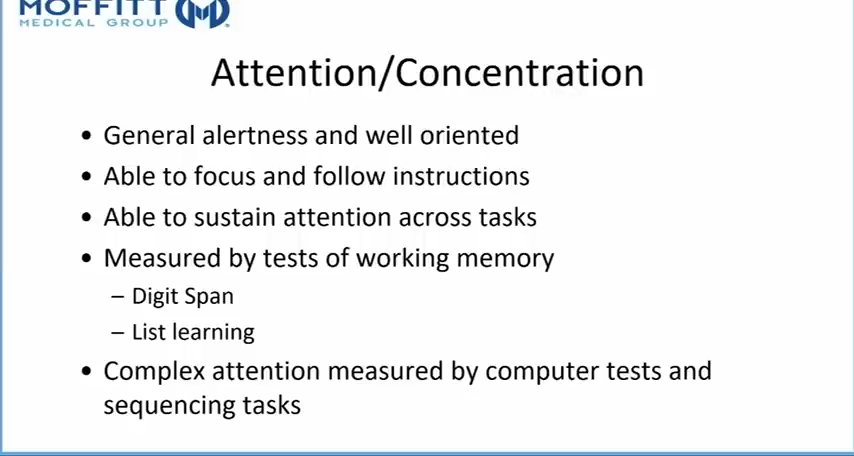 MOFFITT
MEDICAL GROUP
Attention/Concentration
• General alertness and well oriented
• Able to focus and follow instructions
• Able to sustain attention across tasks
• Measured by tests of working memory
– Digit Span
– List learning
• Complex attention measured by computer tests and
sequencing tasks